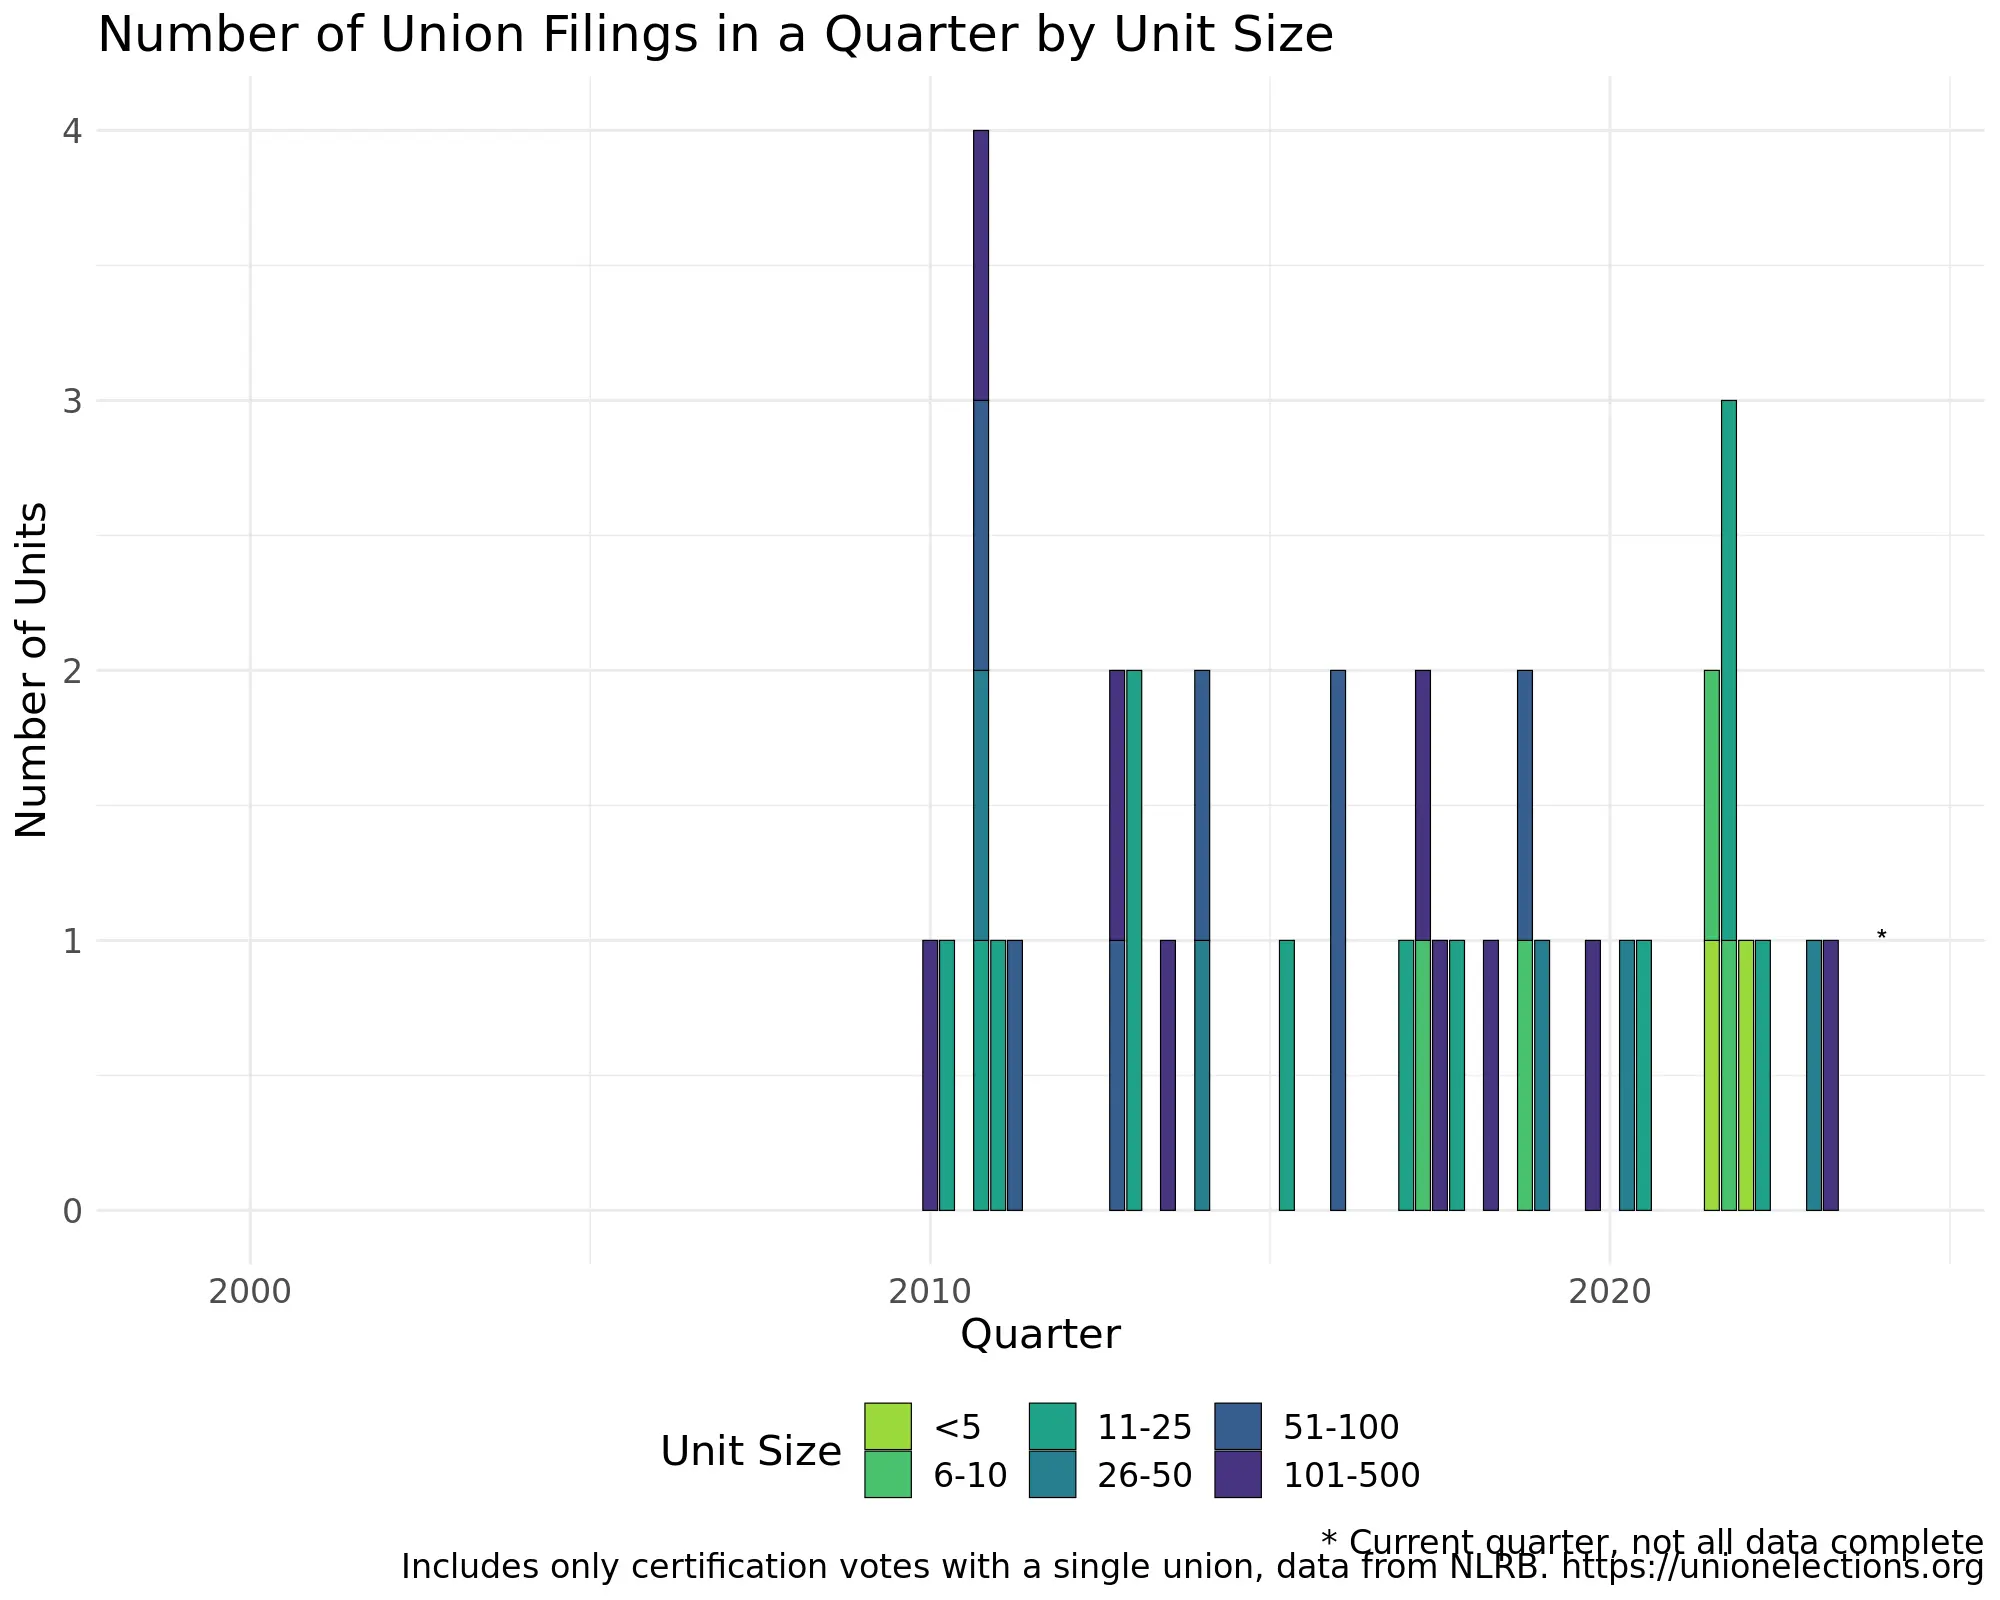 Number of Union Filings in a Quarter by Unit Size
Number of Units
4
3
2
1
0
*
2000 2010 2020
Quarter
Unit Size
<5 11-25 51-100
6-10 26-50 101-500
* Current quarter, not all data complete
Includes only certification votes with a single union, data from NLRB. https://unionelections.org